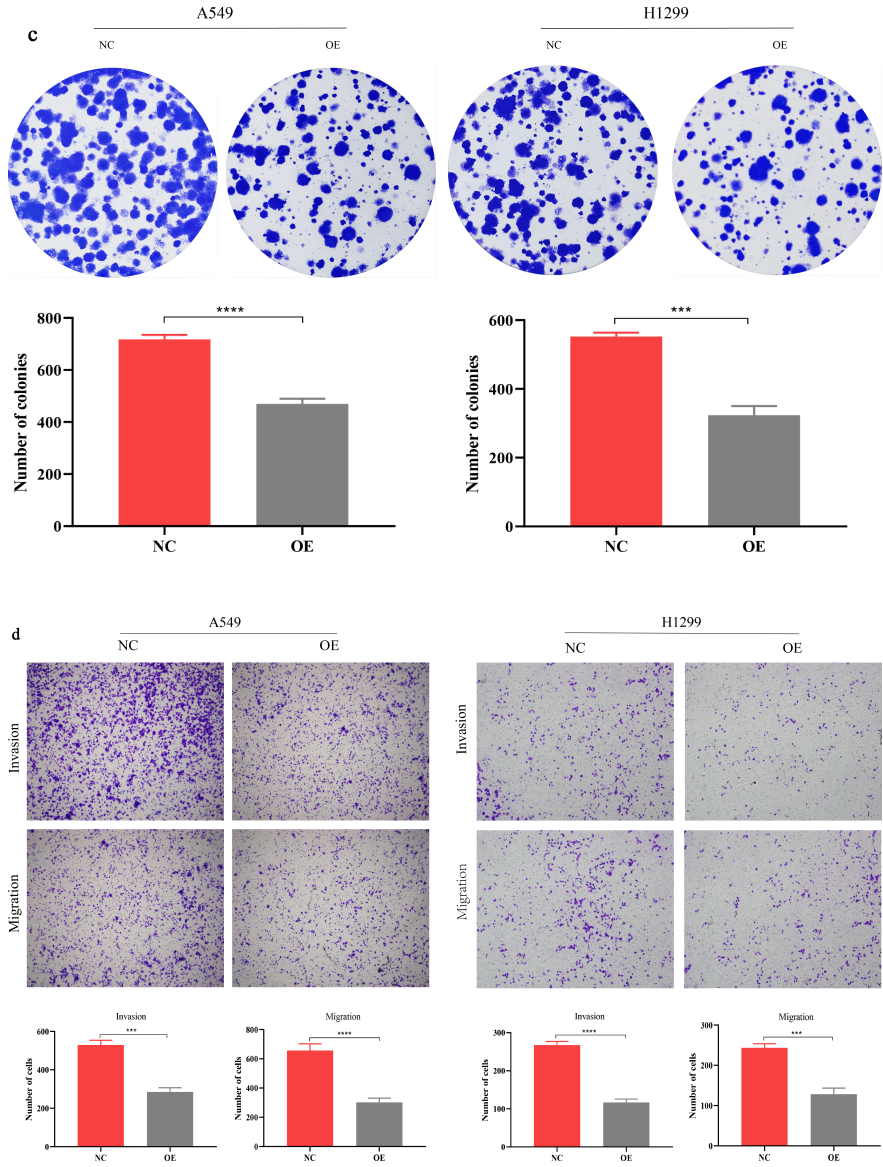 c
A549
H1299
NC
OE
NC
OE
Number of colonies
800
600
400
200
0
****
NC
OE
Number of colonies
600
400
200
0
***
NC
OE
d
A549
H1299
NC
OE
NC
OE
Invasion
Migration
Invasion
Migration
Invasion
Number of cells
600
400
200
0
***
NC
OE
Migration
Number of cells
800
600
400
200
0
****
NC
OE
Invasion
Number of cells
300
200
100
0
****
NC
OE
Migration
Number of cells
300
200
100
0
***
NC
OE